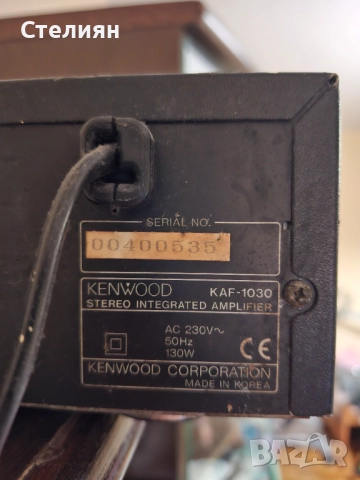 Стелиян
SERIAL NO.
00400535
KENWOOD KAF-1030
STEREO INTEGRATED AMPLIFIER
AC 230V~
50Hz
130W
CE
KENWOOD CORPORATION
MADE IN KOREA
BAZAR